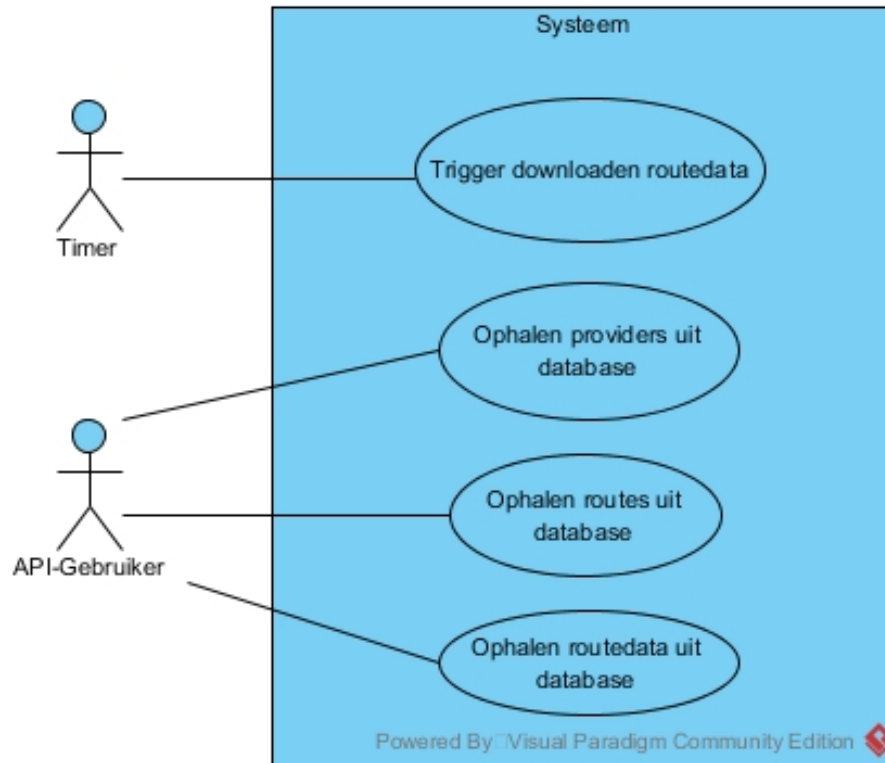 Systeem
Trigger downloaden routedata
Timer
Ophalen providers uit
database
Ophalen routes uit
database
API-Gebruiker
Ophalen routedata uit
database
Powered By Visual Paradigm Community Edition